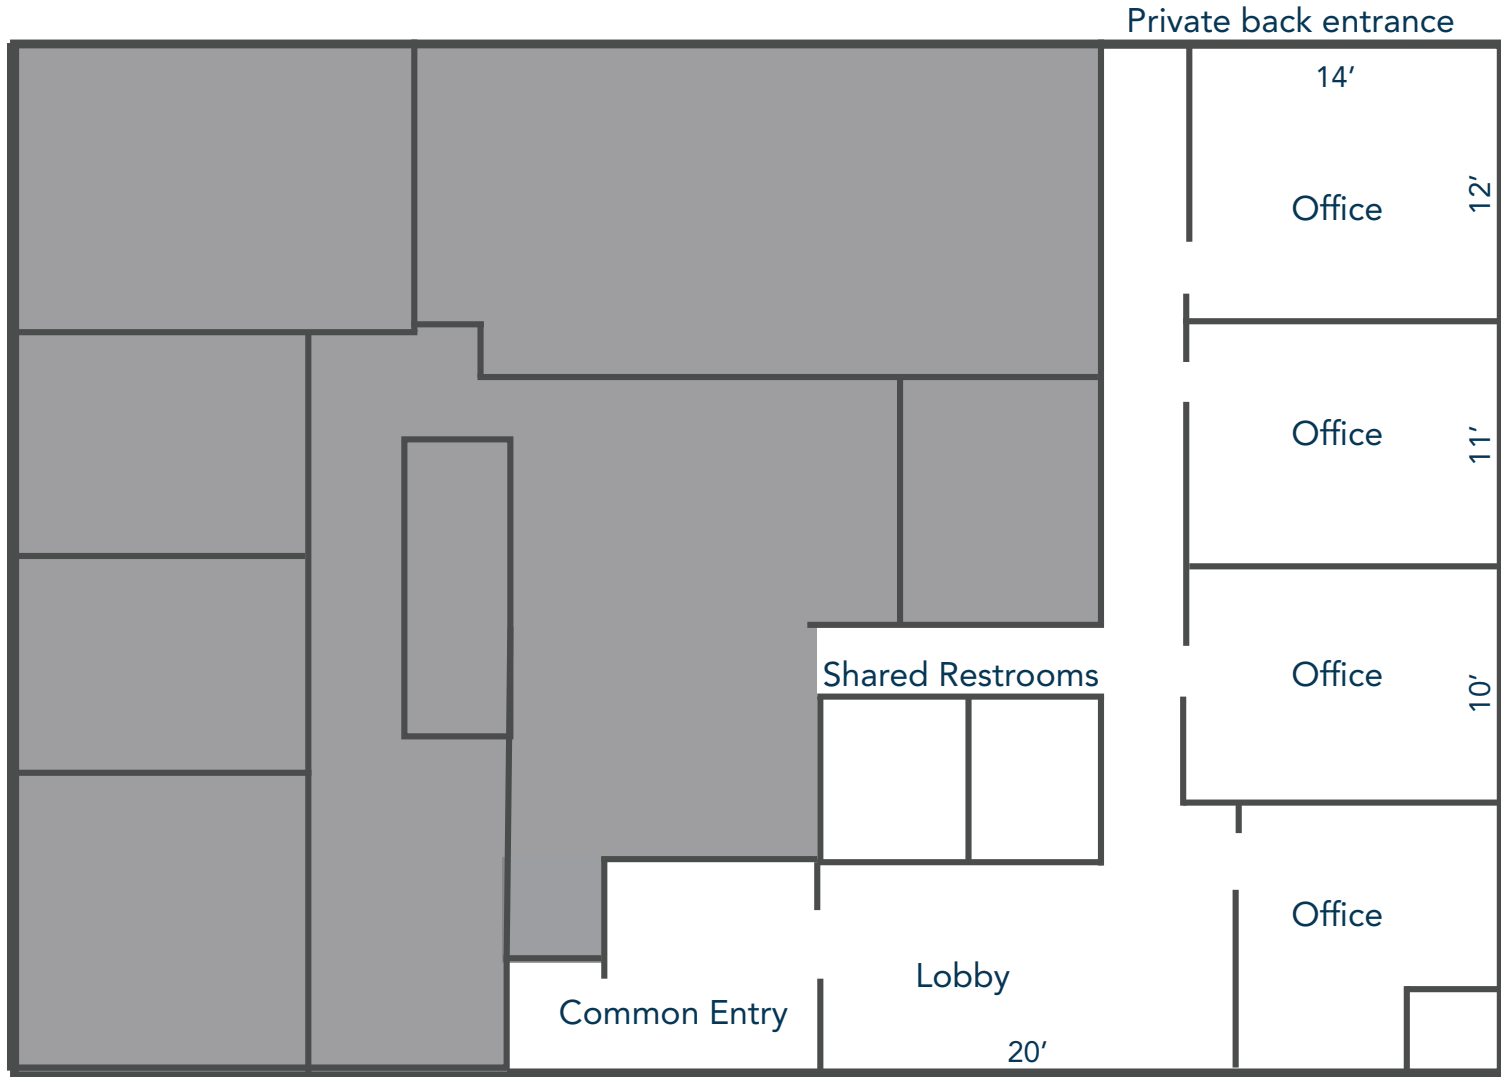 Private back entrance
14’
Office
12’
Office
11’
Shared Restrooms
Office
10’
Office
Lobby
Common Entry
20’